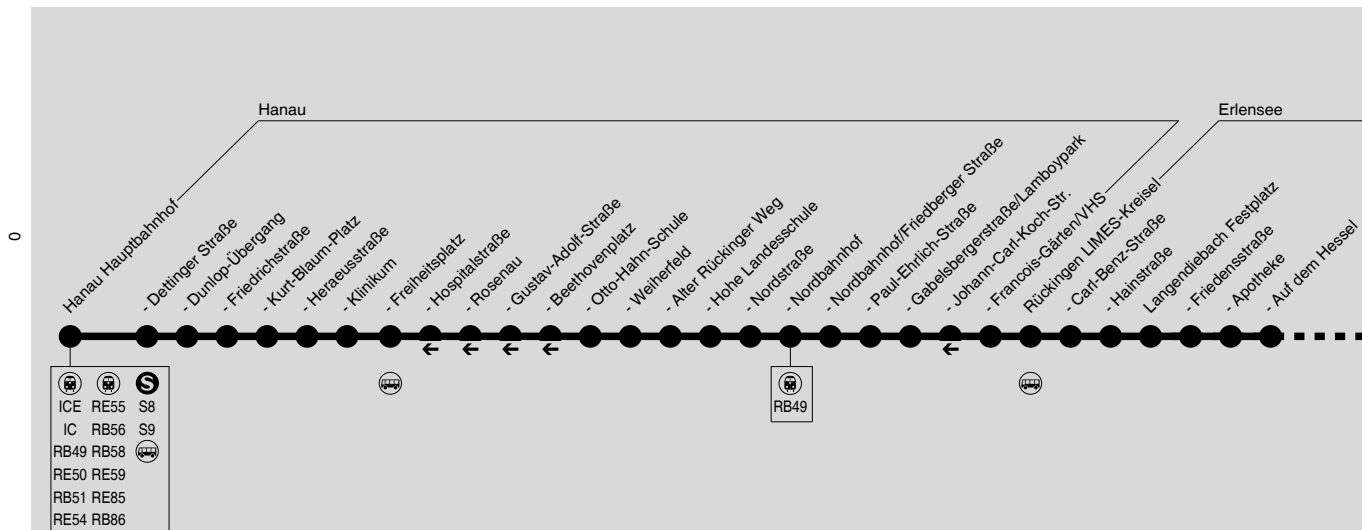 0
Hanau
Erlensee
Hanau Hauptbahnhof
- Dettinger Straße
- Dunlop-Übergang
- Friedrichstraße
- Kurt-Blaum-Platz
- Heraeusstraße
- Klinikum
- Freiheitsplatz
- Hospitalstraße
- Rosenau
- Gustav-Adolf-Straße
- Beethovenplatz
- Otto-Hahn-Schule
- Weiherfeld
- Alter Rückinger Weg
- Hohe Landesschule
- Nordstraße
- Nordbahnhof
- Nordbahnhof/Friedberger Straße
- Paul-Ehrlich-Straße
- Gabelsbergerstraße/Lamboypark
- Johann-Carl-Koch-Str.
- Francois-Gärten/VHS
Rückingen LIMES-Kreisel
- Carl-Benz-Straße
- Hainstraße
Langendiebach Festplatz
- Friedensstraße
- Apotheke
- Auf dem Hessel
S
ICE RE55 S8
IC RB56 S9
RB49 RB58
RE50 RE59
RB51 RE85
RE54 RB86
RB49